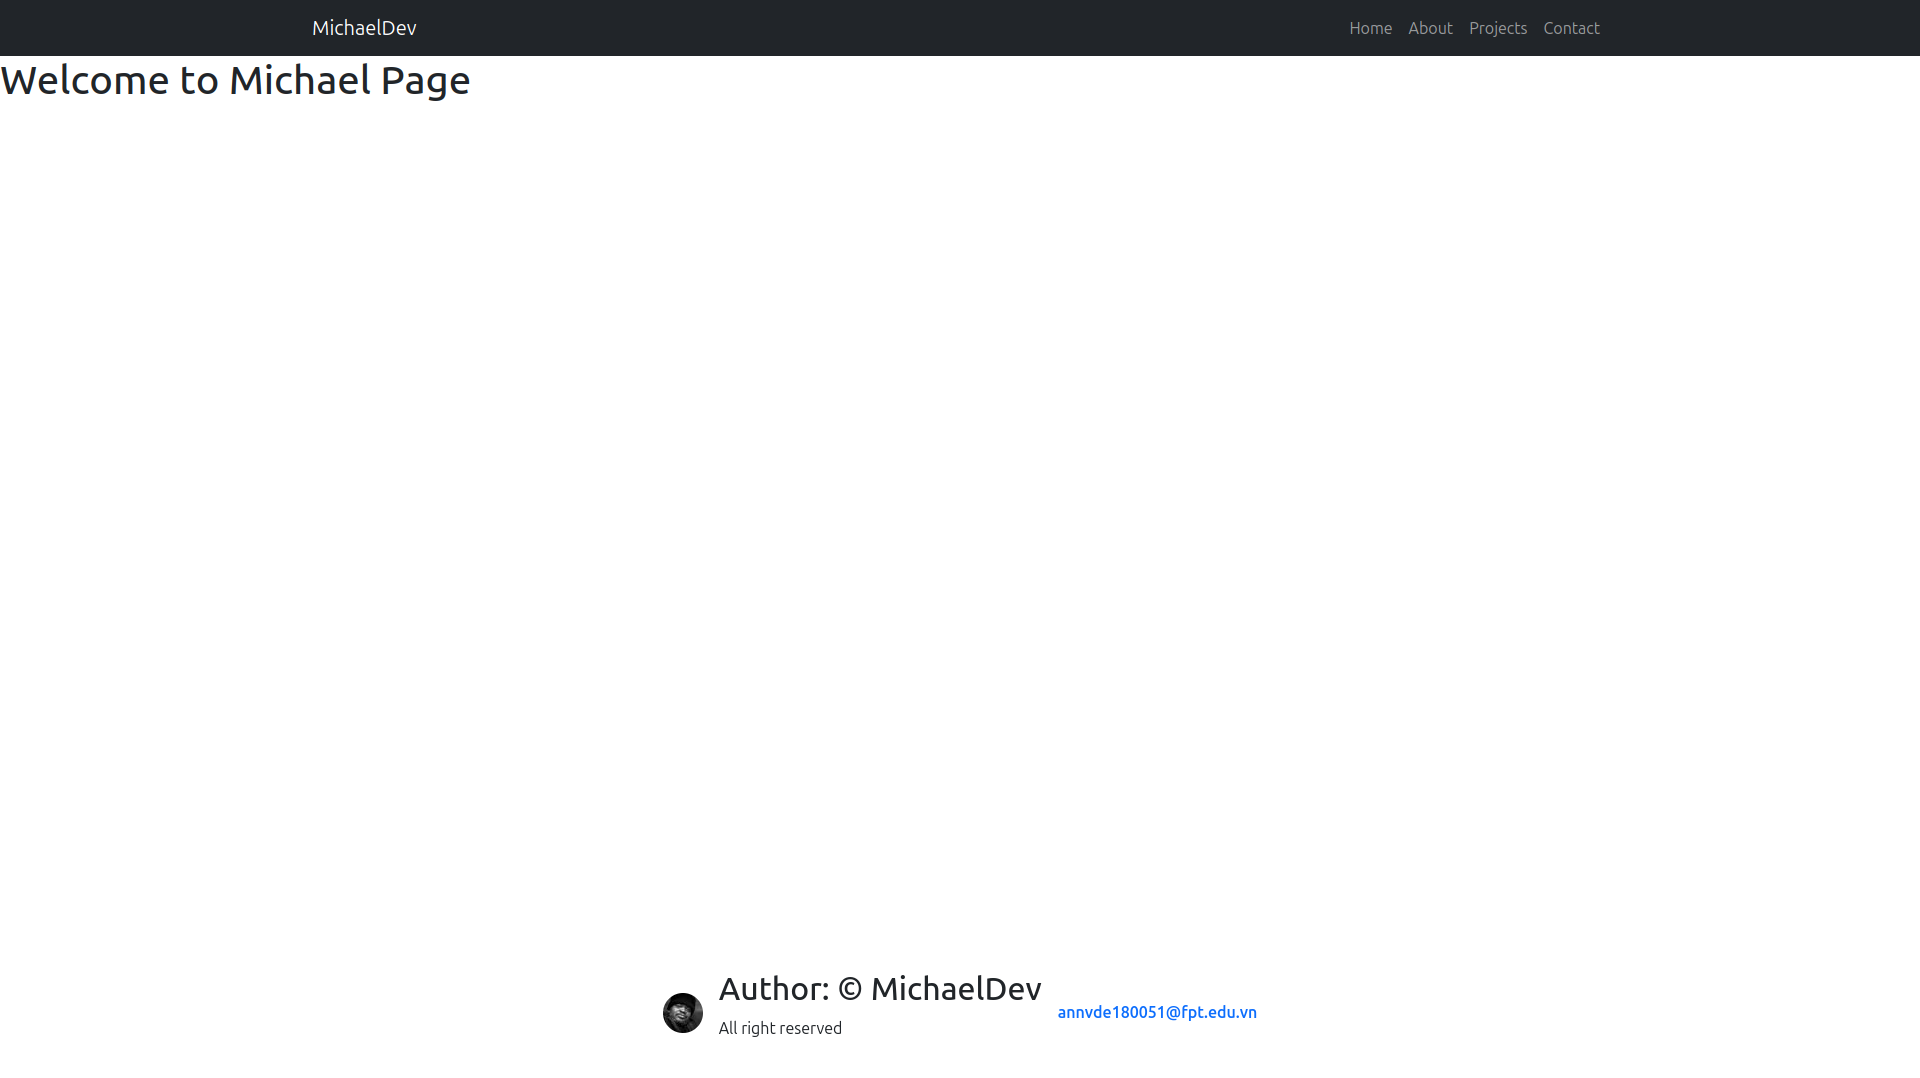 MichaelDev
Home About Projects Contact
Welcome to Michael Page
Author: © MichaelDev
All right reserved
annvde180051@fpt.edu.vn